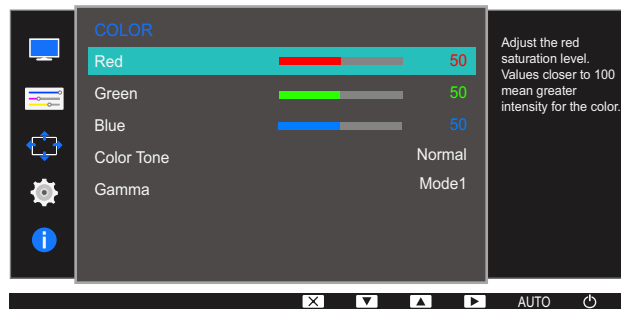 COLOR
Red 50
Green 50
Blue 50
Color Tone Normal
Gamma Mode1
Adjust the red
saturation level.
Values closer to 100
mean greater
intensity for the color.
AUTO